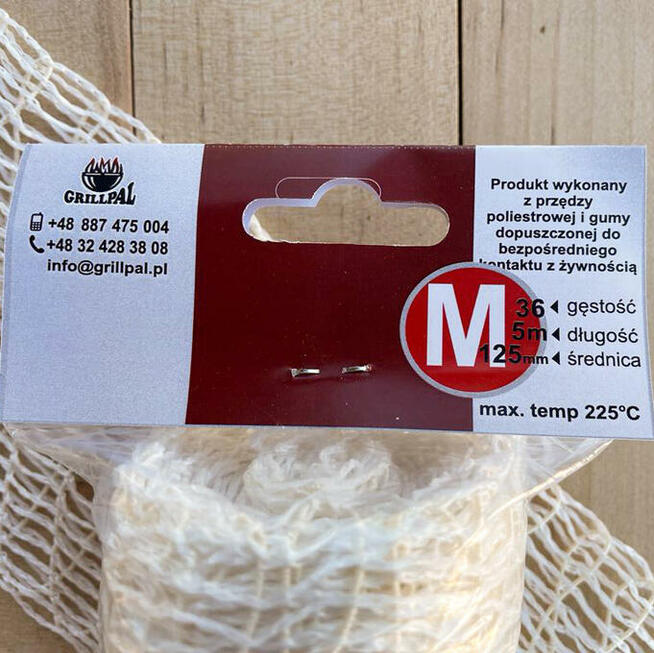 GRILLPAL
+48 887 475 004
+48 32 428 38 08
info@grillpal.pl
Produkt wykonany
z przędzy
poliestrowej i gumy
dopuszczonej do
bezpośredniego
kontaktu z żywnością
M
36 gęstość
5m długość
125mm średnica
max. temp 225°C